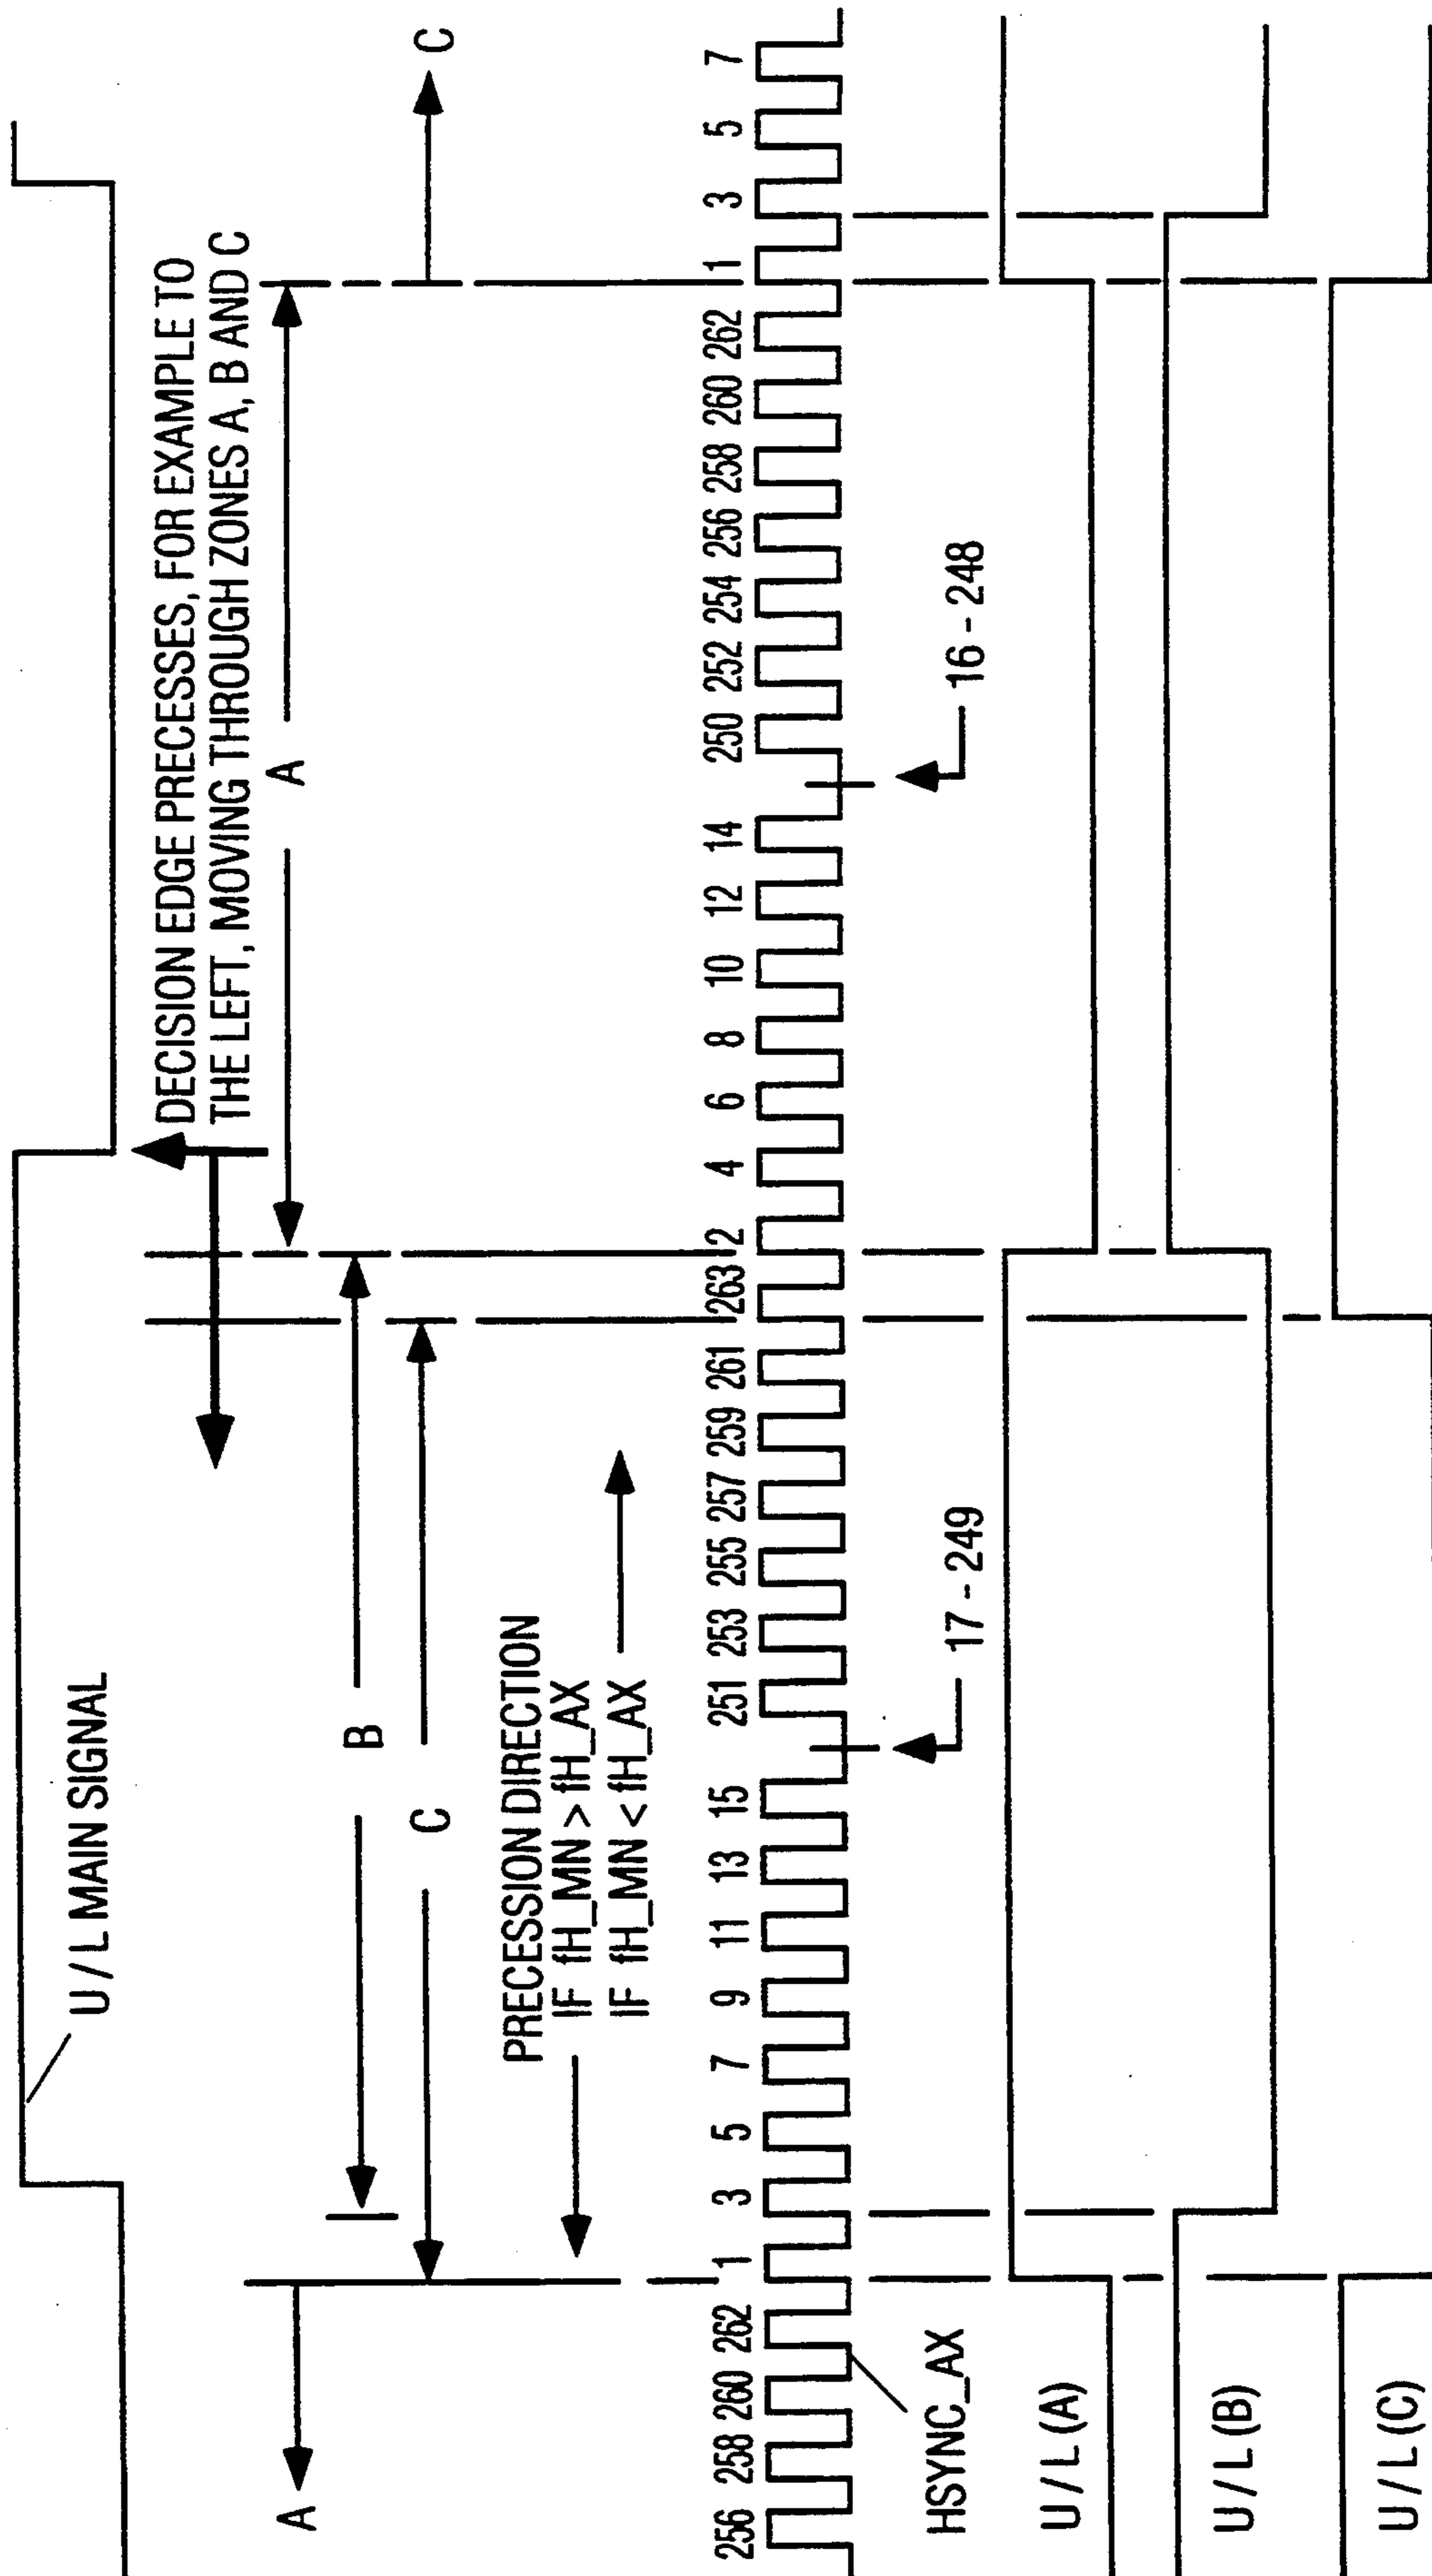 U / L MAIN SIGNAL
DECISION EDGE PRECESSES, FOR EXAMPLE TO
THE LEFT, MOVING THROUGH ZONES A, B AND C
A
A
B
C
C
PRECESSION DIRECTION
IF fH_MN > fH_AX
IF fH_MN < fH_AX
256 258 260 262 1 3 5 7 9 11 13 15 251 253 255 257 259 261 263 2 4 6 8 10 12 14 250 252 254 256 258 260 262 1 3 5 7
HSYNC_AX
17 - 249
16 - 248
U / L (A)
U / L (B)
U / L (C)